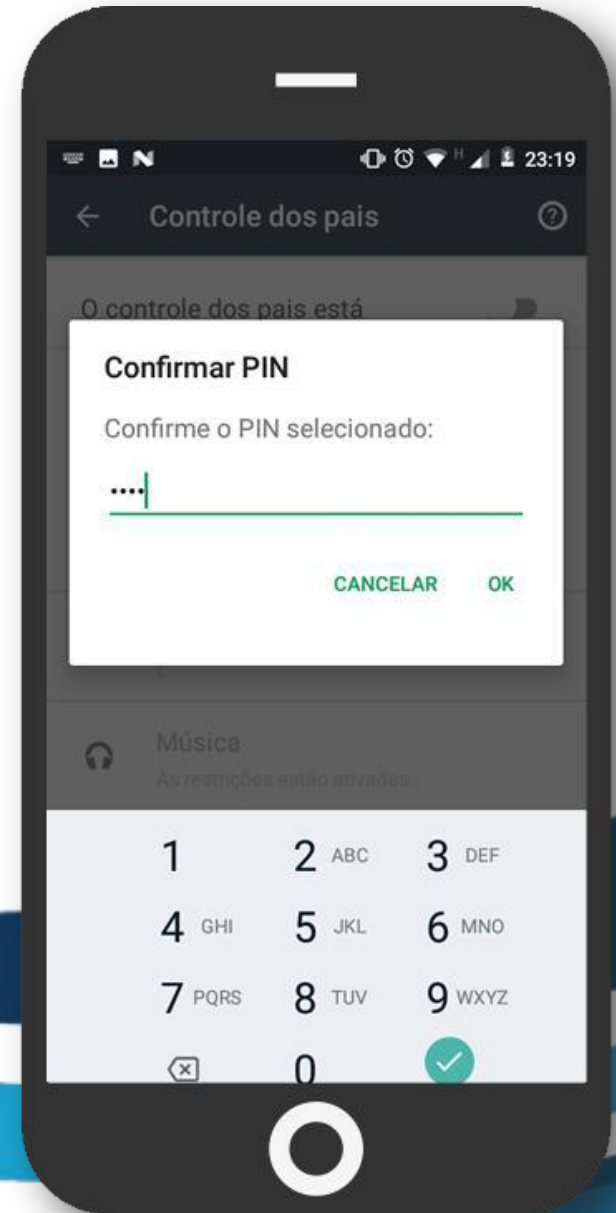 23:19
Controle dos pais
O controle dos pais está
Confirmar PIN
Confirme o PIN selecionado:
••••
CANCELAR OK
Música
As restrições estão ativadas
1 2 ABC 3 DEF
4 GHI 5 JKL 6 MNO
7 PQRS 8 TUV 9 WXYZ
0